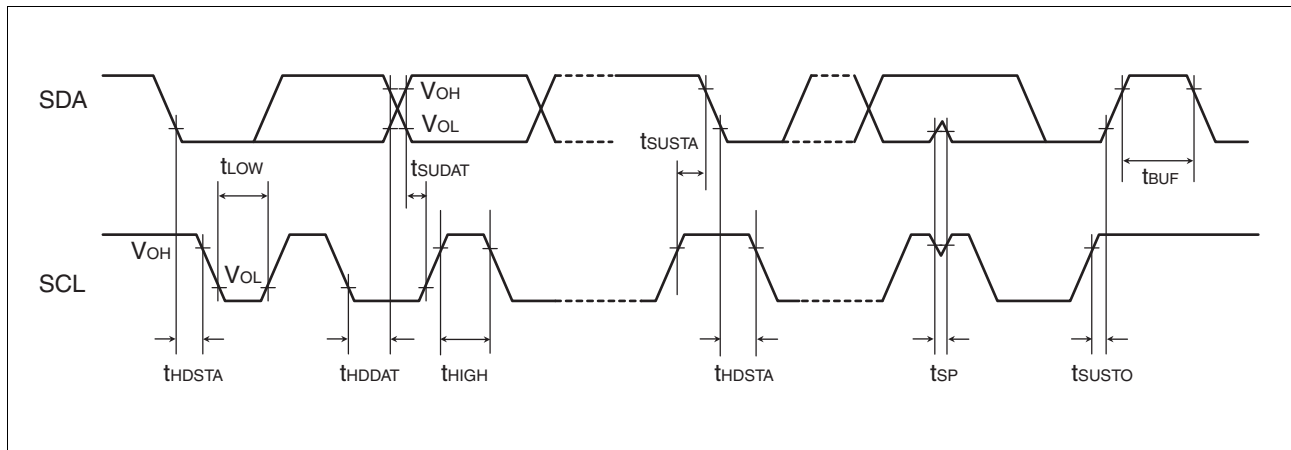 SDA
VOH
VOL
tSUSTA
tLOW
tSUDAT
tBUF
VOH
VOL
SCL
tHDSTA
tHDDAT
tHIGH
tHDSTA
tSP
tSUSTO